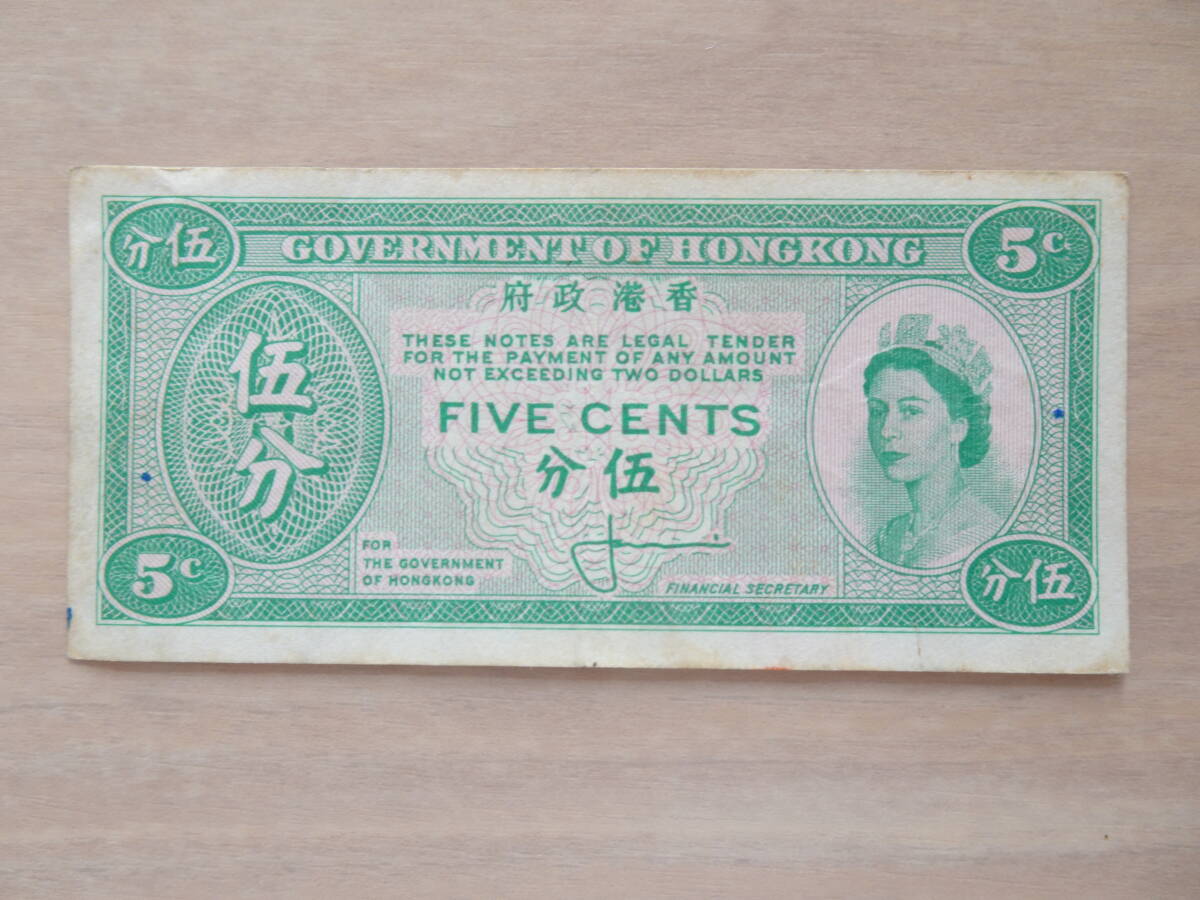 分伍
GOVERNMENT OF HONGKONG
5C
府政港香
THESE NOTES ARE LEGAL TENDER
FOR THE PAYMENT OF ANY AMOUNT
NOT EXCEEDING TWO DOLLARS
FIVE CENTS
分伍
伍
分
FOR
THE GOVERNMENT
OF HONGKONG
FINANCIAL SECRETARY
5C
分伍